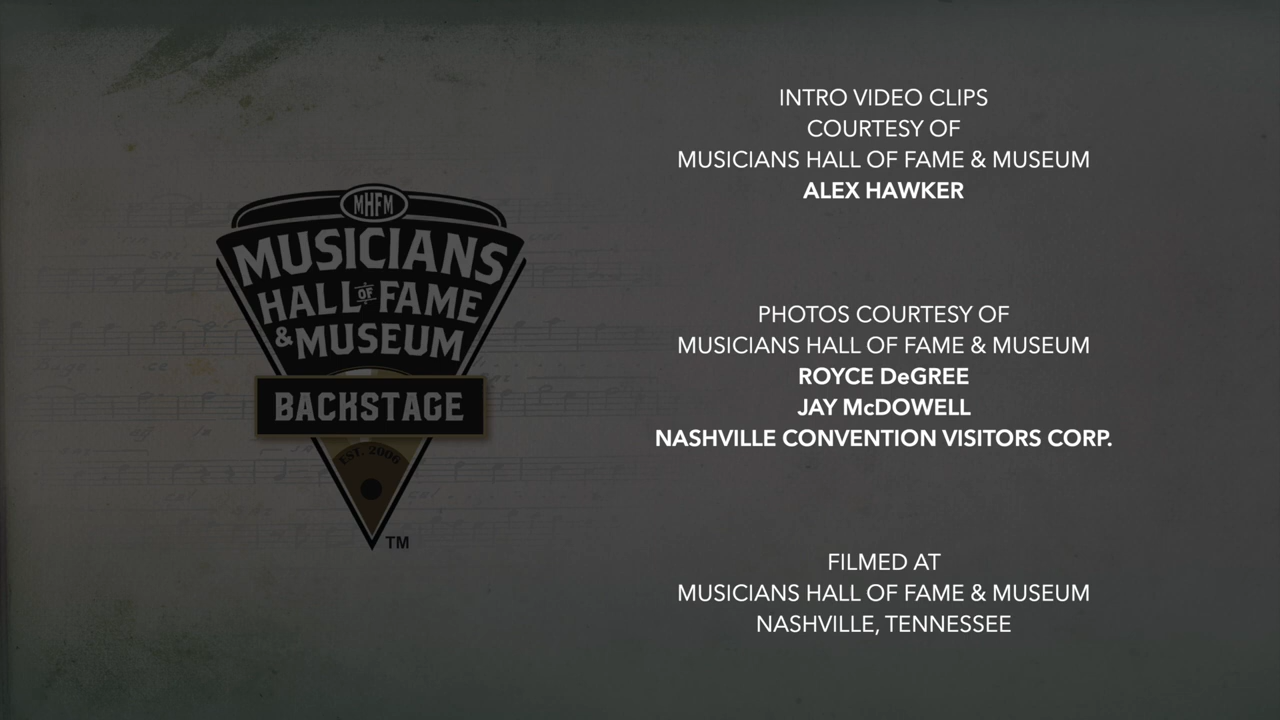 MHFM
MUSICIANS
HALL OF FAME
& MUSEUM
BACKSTAGE
EST. 2006
TM
INTRO VIDEO CLIPS
COURTESY OF
MUSICIANS HALL OF FAME & MUSEUM
ALEX HAWKER
PHOTOS COURTESY OF
MUSICIANS HALL OF FAME & MUSEUM
ROYCE DeGREE
JAY McDOWELL
NASHVILLE CONVENTION VISITORS CORP.
FILMED AT
MUSICIANS HALL OF FAME & MUSEUM
NASHVILLE, TENNESSEE